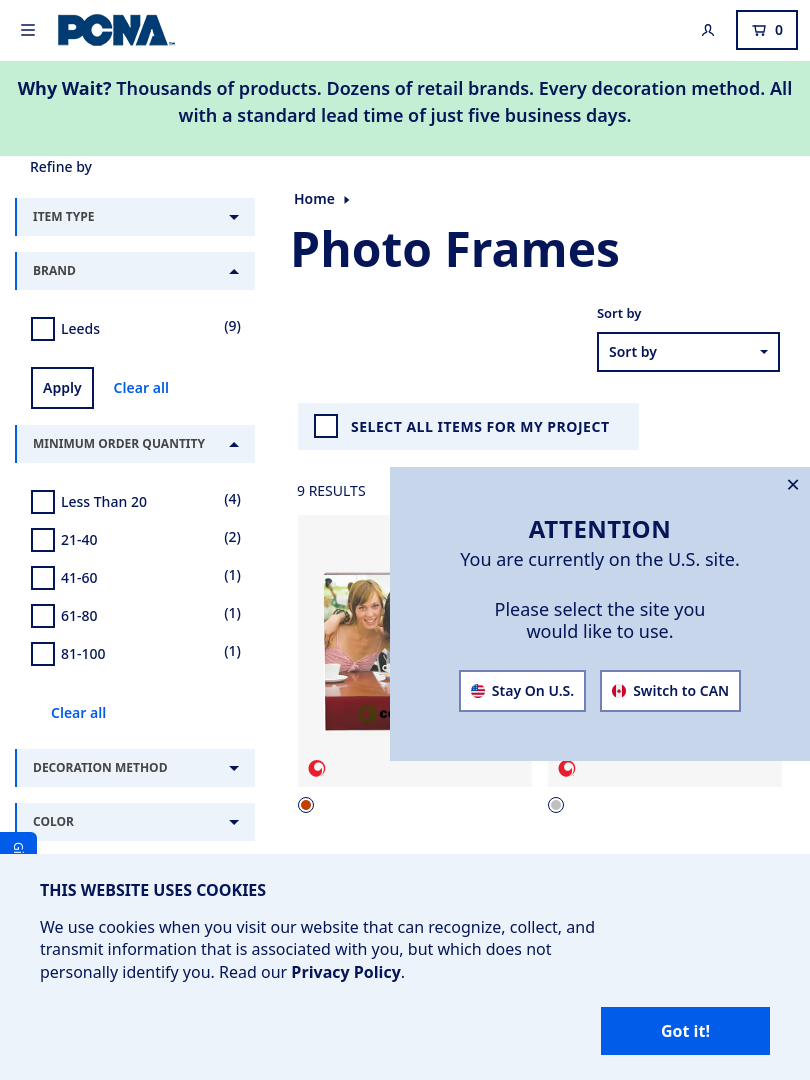 PCNA
0
Why Wait? Thousands of products. Dozens of retail brands. Every decoration method. All
with a standard lead time of just five business days.
Refine by
ITEM TYPE
BRAND
Leeds (9)
Apply Clear all
MINIMUM ORDER QUANTITY
Less Than 20 (4)
21-40 (2)
41-60 (1)
61-80 (1)
81-100 (1)
Clear all
DECORATION METHOD
COLOR
Home
Photo Frames
Sort by
Sort by
SELECT ALL ITEMS FOR MY PROJECT
9 RESULTS
ATTENTION
You are currently on the U.S. site.
Please select the site you
would like to use.
Stay On U.S. Switch to CAN
THIS WEBSITE USES COOKIES
We use cookies when you visit our website that can recognize, collect, and
transmit information that is associated with you, but which does not
personally identify you. Read our Privacy Policy.
Got it!